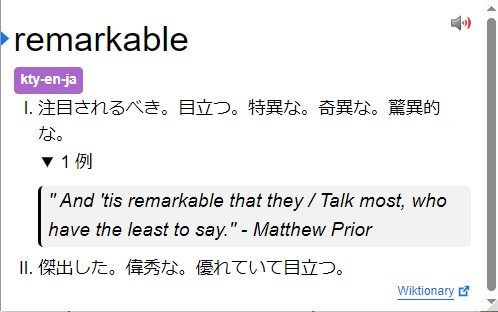 remarkable
kty-en-ja
I. 注目されるべき。目立つ。特異な。奇異な。驚異的
な。
▼ 1 例
" And 'tis remarkable that they / Talk most, who
have the least to say." - Matthew Prior
II. 傑出した。偉秀な。優れていて目立つ。
Wiktionary